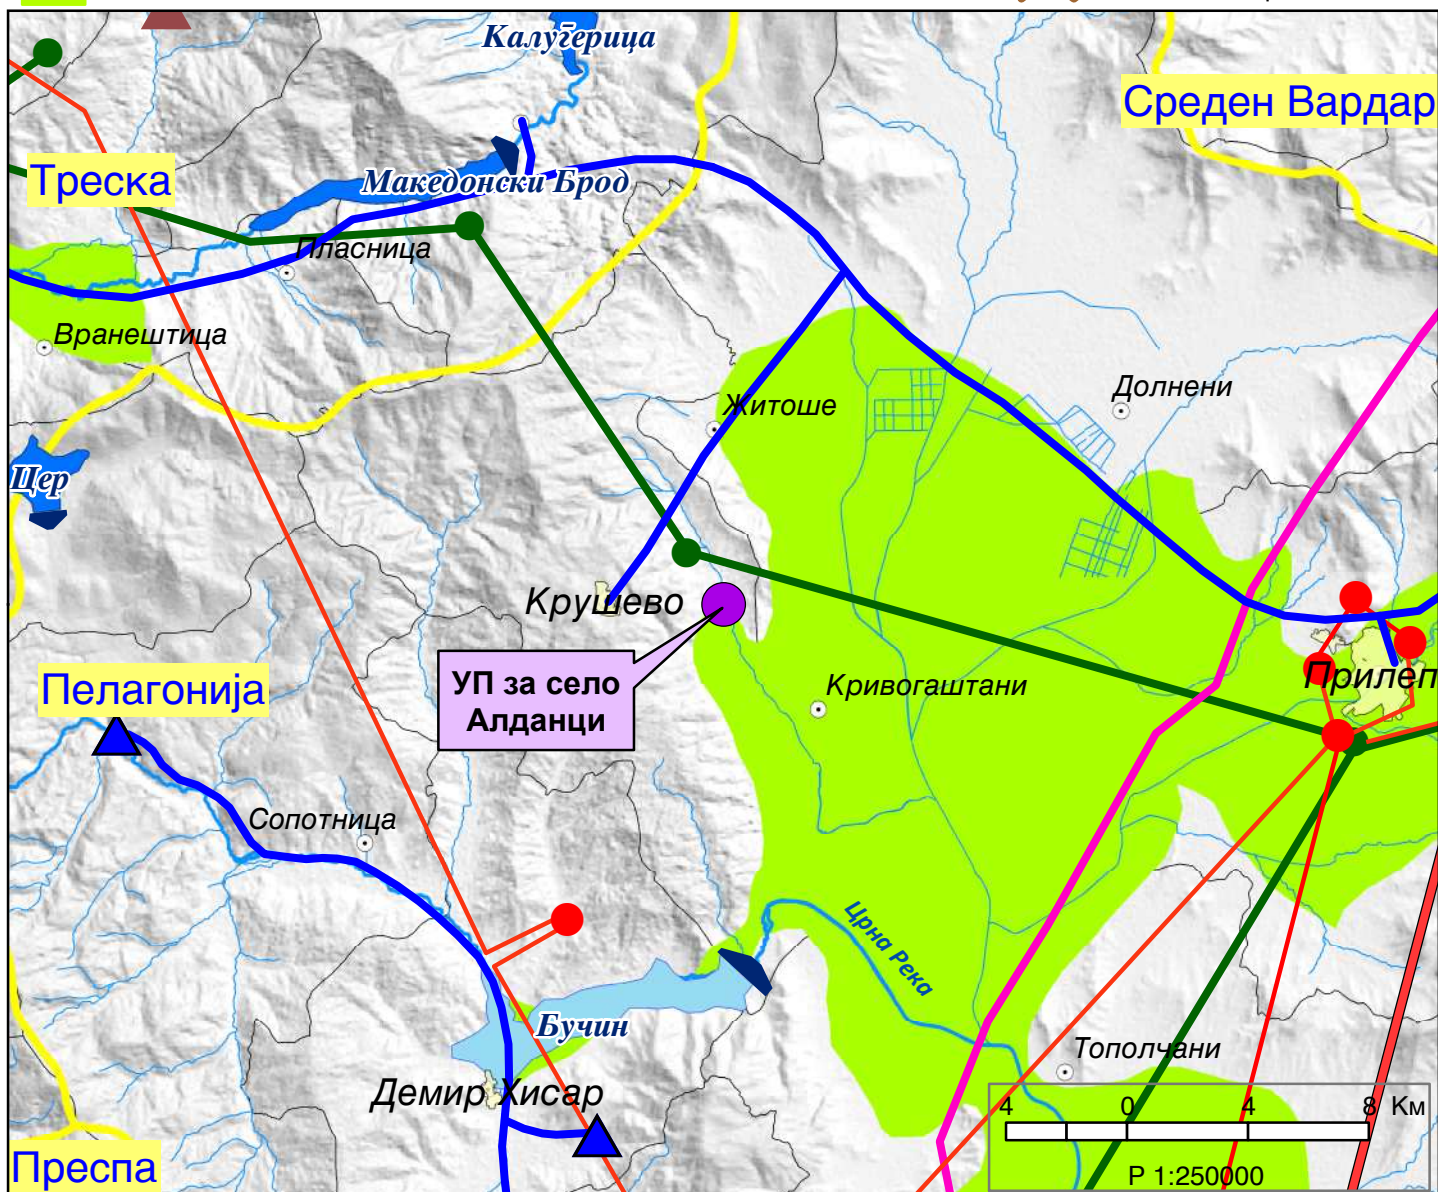 Калуѓерица
Среден Вардар
Треска
Македонски Брод
Пласница
Вранештица
Долнени
Житоше
Цер
Крушево
УП за село
Алданци
Прилеп
Кривогаштани
Пелагонија
Сопотница
Црна Река
Бучин
Тополчани
Демир Хисар
4 0 4 8 Км
Р 1:250000
Преспа